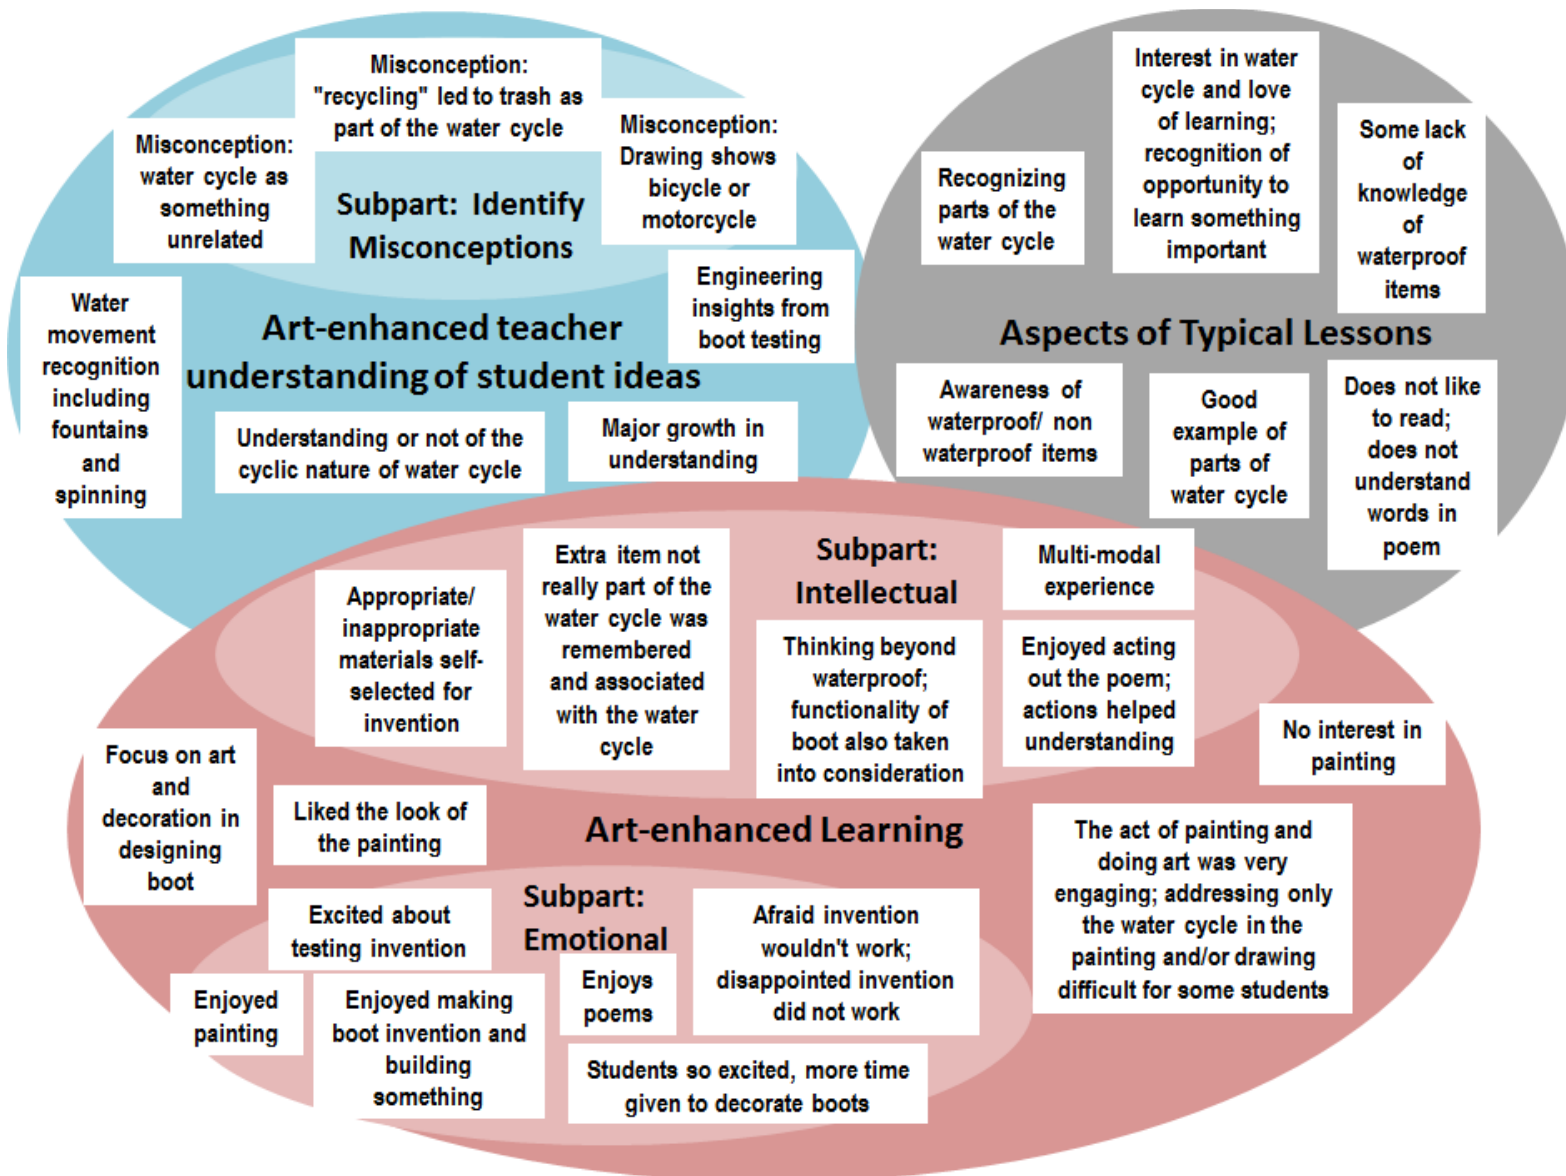 Misconception:
"recycling" led to trash as
part of the water cycle
Misconception:
water cycle as
something
unrelated
Misconception:
Drawing shows
bicycle or
motorcycle
Subpart: Identify
Misconceptions
Water
movement
recognition
including
fountains
and
spinning
Engineering
insights from
boot testing
Art-enhanced teacher
understanding of student ideas
Understanding or not of the
cyclic nature of water cycle
Major growth in
understanding
Recognizing
parts of the
water cycle
Interest in water
cycle and love
of learning;
recognition of
opportunity to
learn something
important
Some lack
of
knowledge
of
waterproof
items
Aspects of Typical Lessons
Awareness of
waterproof/ non
waterproof items
Good
example of
parts of
water cycle
Does not like
to read;
does not
understand
words in
poem
Appropriate/
inappropriate
materials self-
selected for
invention
Extra item not
really part of the
water cycle was
remembered
and associated
with the water
cycle
Subpart:
Intellectual
Thinking beyond
waterproof;
functionality of
boot also taken
into consideration
Multi-modal
experience
Enjoyed acting
out the poem;
actions helped
understanding
No interest in
painting
Focus on art
and
decoration in
designing
boot
Liked the look of
the painting
Art-enhanced Learning
The act of painting and
doing art was very
engaging; addressing only
the water cycle in the
painting and/or drawing
difficult for some students
Excited about
testing invention
Subpart:
Emotional
Afraid invention
wouldn't work;
disappointed invention
did not work
Enjoyed
painting
Enjoyed making
boot invention and
building
something
Enjoys
poems
Students so excited, more time
given to decorate boots